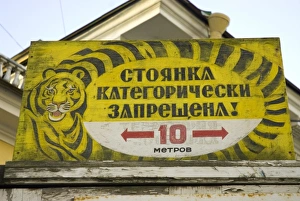 СТОЯНКА
КАТЕГОРИЧЕСКИ
ЗАПРЕЩЕНА!
10
МЕТРОВ